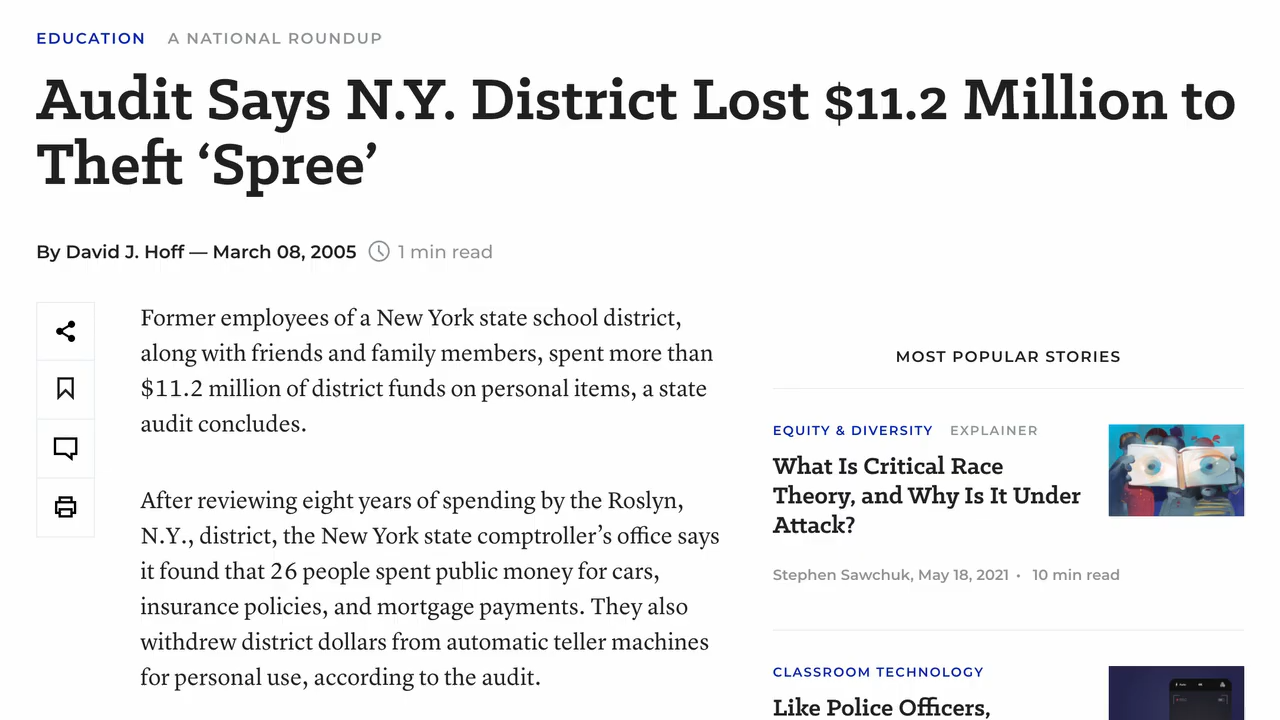 EDUCATION A NATIONAL ROUNDUP
Audit Says N.Y. District Lost $11.2 Million to
Theft ‘Spree’
By David J. Hoff — March 08, 2005 1 min read
Former employees of a New York state school district,
along with friends and family members, spent more than
$11.2 million of district funds on personal items, a state
audit concludes.
After reviewing eight years of spending by the Roslyn,
N.Y., district, the New York state comptroller’s office says
it found that 26 people spent public money for cars,
insurance policies, and mortgage payments. They also
withdrew district dollars from automatic teller machines
for personal use, according to the audit.
MOST POPULAR STORIES
EQUITY & DIVERSITY EXPLAINER
What Is Critical Race
Theory, and Why Is It Under
Attack?
Stephen Sawchuk, May 18, 2021 • 10 min read
CLASSROOM TECHNOLOGY
Like Police Officers,